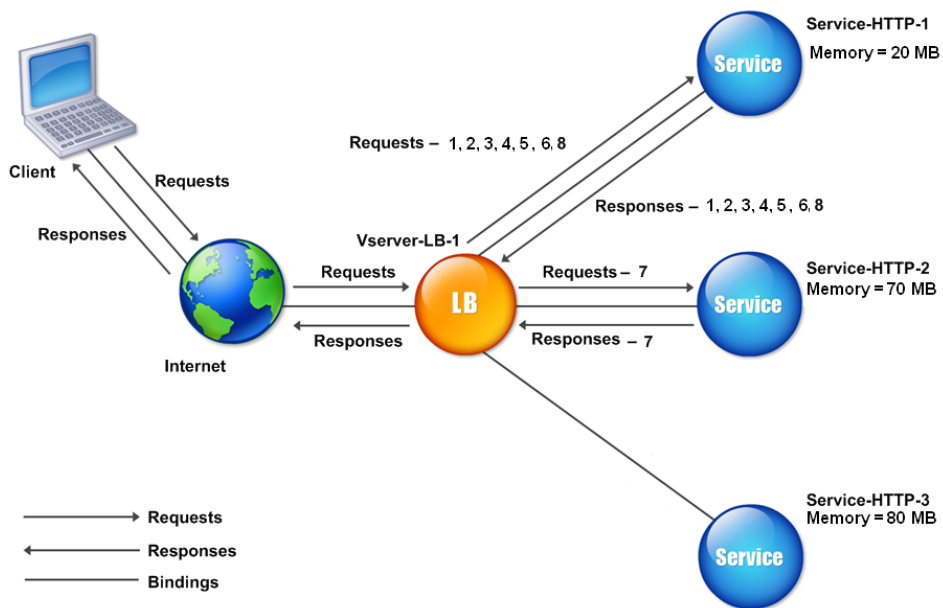 Service-HTTP-1
Memory = 20 MB
Service
Client
Requests
Responses
Requests – 1, 2, 3, 4, 5, 6, 8
Responses – 1, 2, 3, 4, 5, 6, 8
Vserver-LB-1
Requests
LB
Responses
Internet
Requests – 7
Responses – 7
Service-HTTP-2
Memory = 70 MB
Service
Service-HTTP-3
Memory = 80 MB
Service
Requests
Responses
Bindings